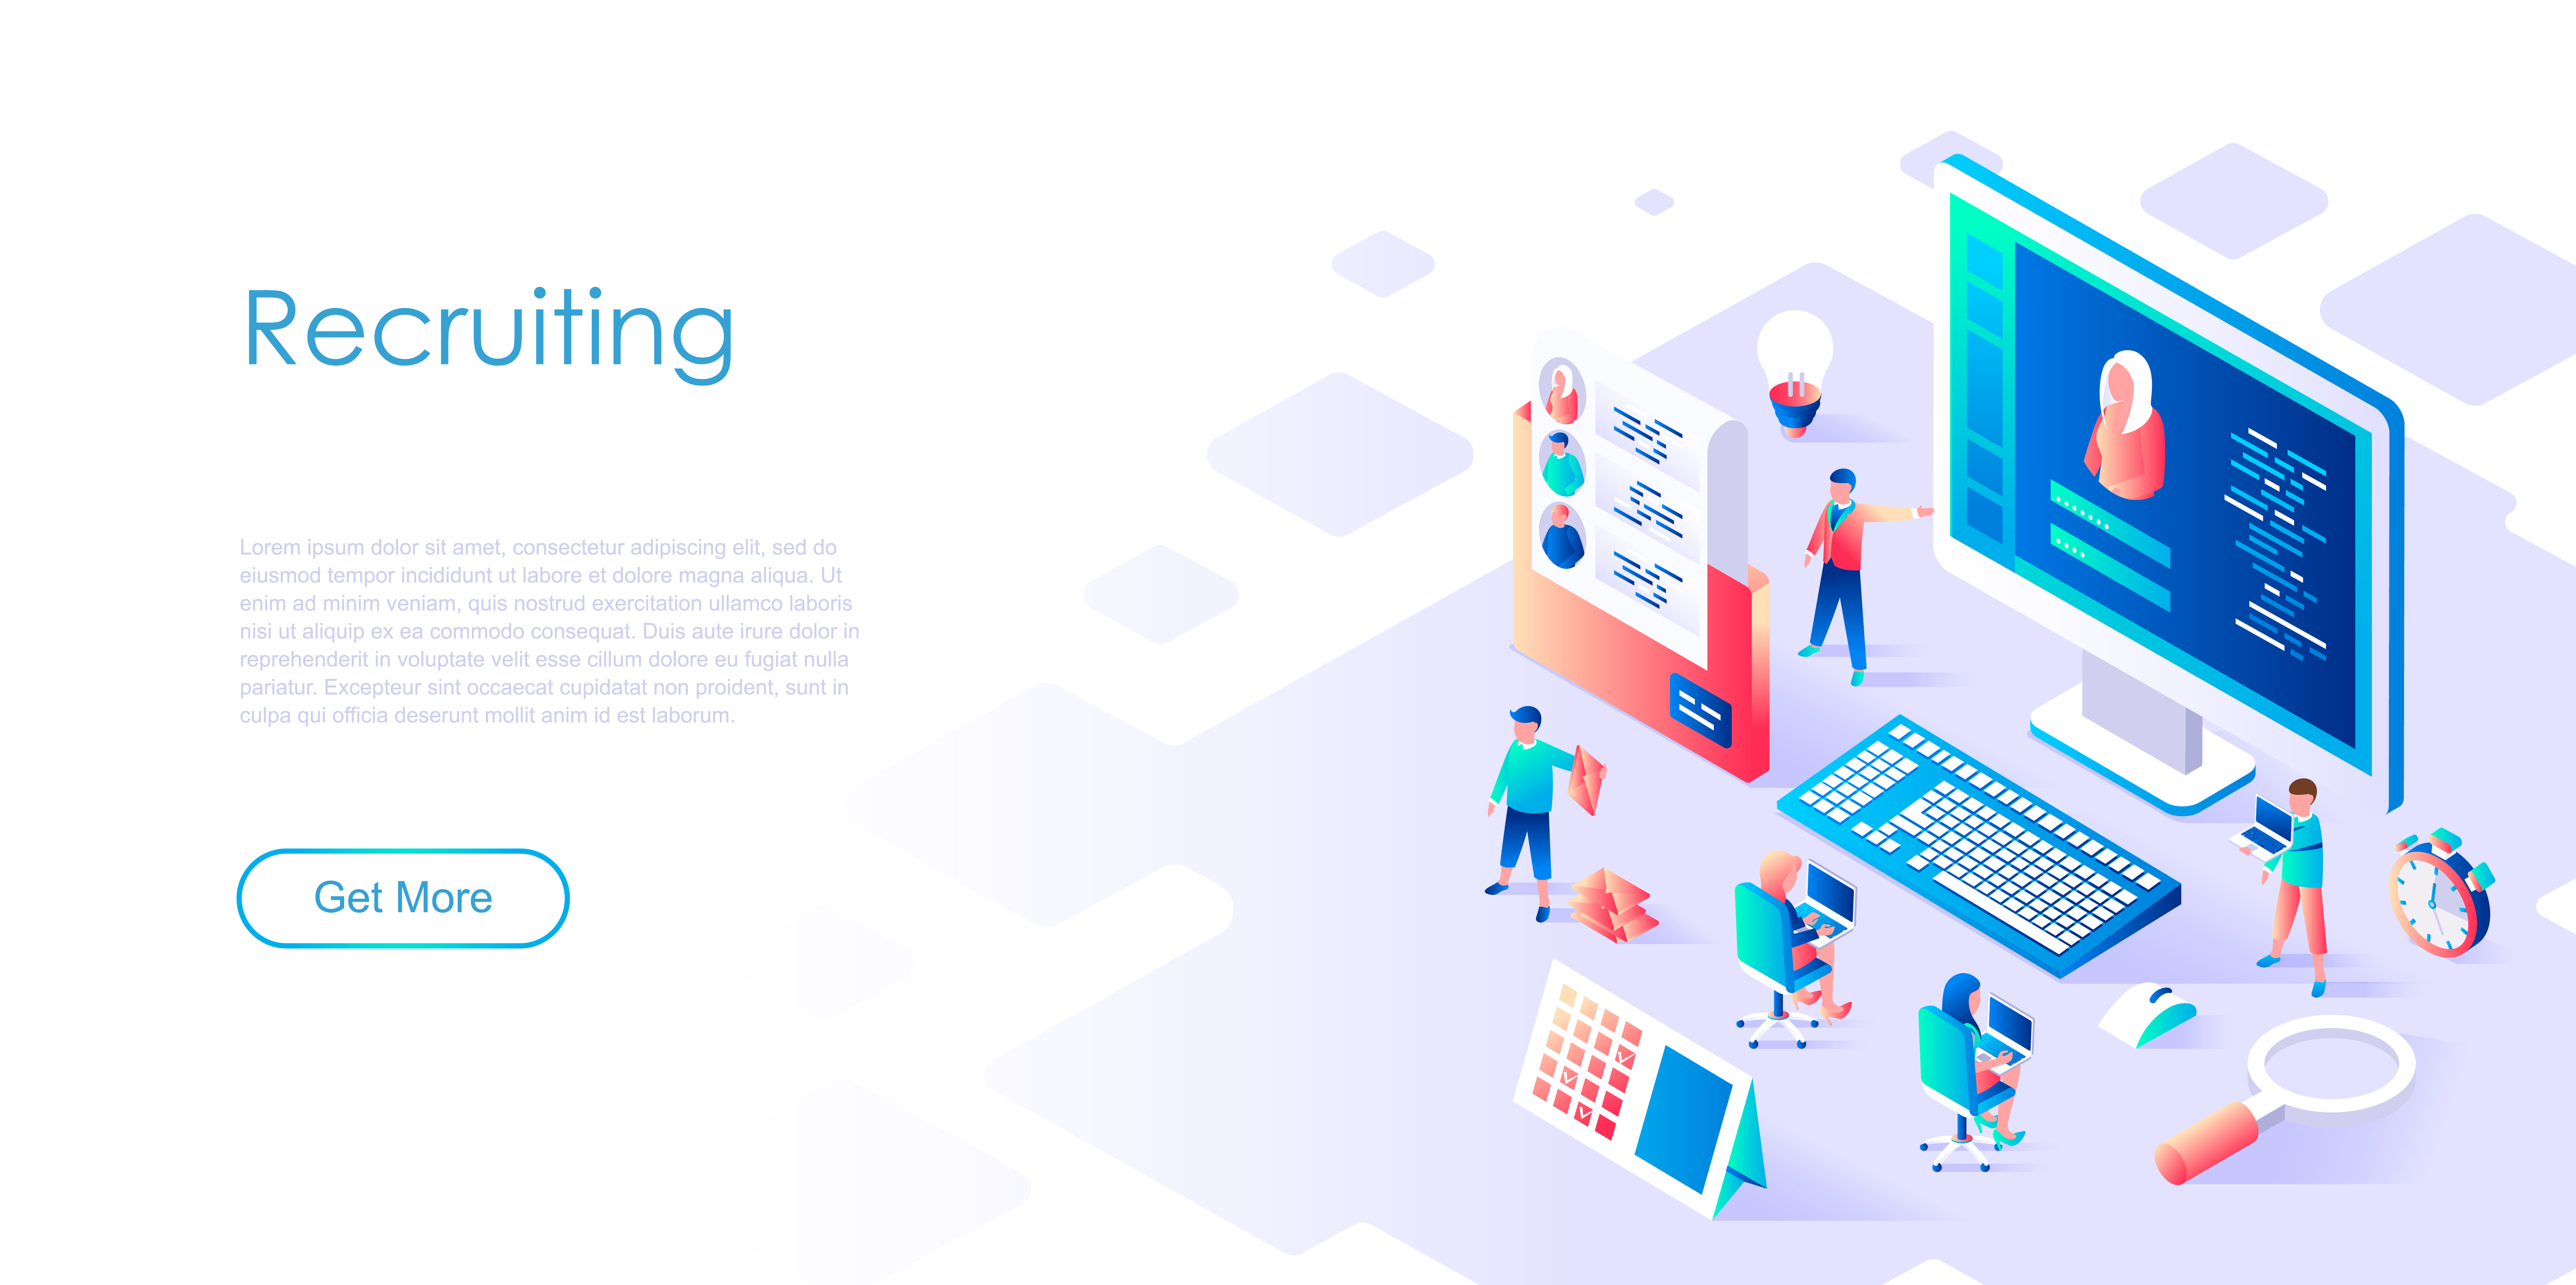 Recruiting
Lorem ipsum dolor sit amet, consectetur adipiscing elit, sed do
eiusmod tempor incididunt ut labore et dolore magna aliqua. Ut
enim ad minim veniam, quis nostrud exercitation ullamco laboris
nisi ut aliquip ex ea commodo consequat. Duis aute irure dolor in
reprehenderit in voluptate velit esse cillum dolore eu fugiat nulla
pariatur. Excepteur sint occaecat cupidatat non proident, sunt in
culpa qui officia deserunt mollit anim id est laborum.
Get More